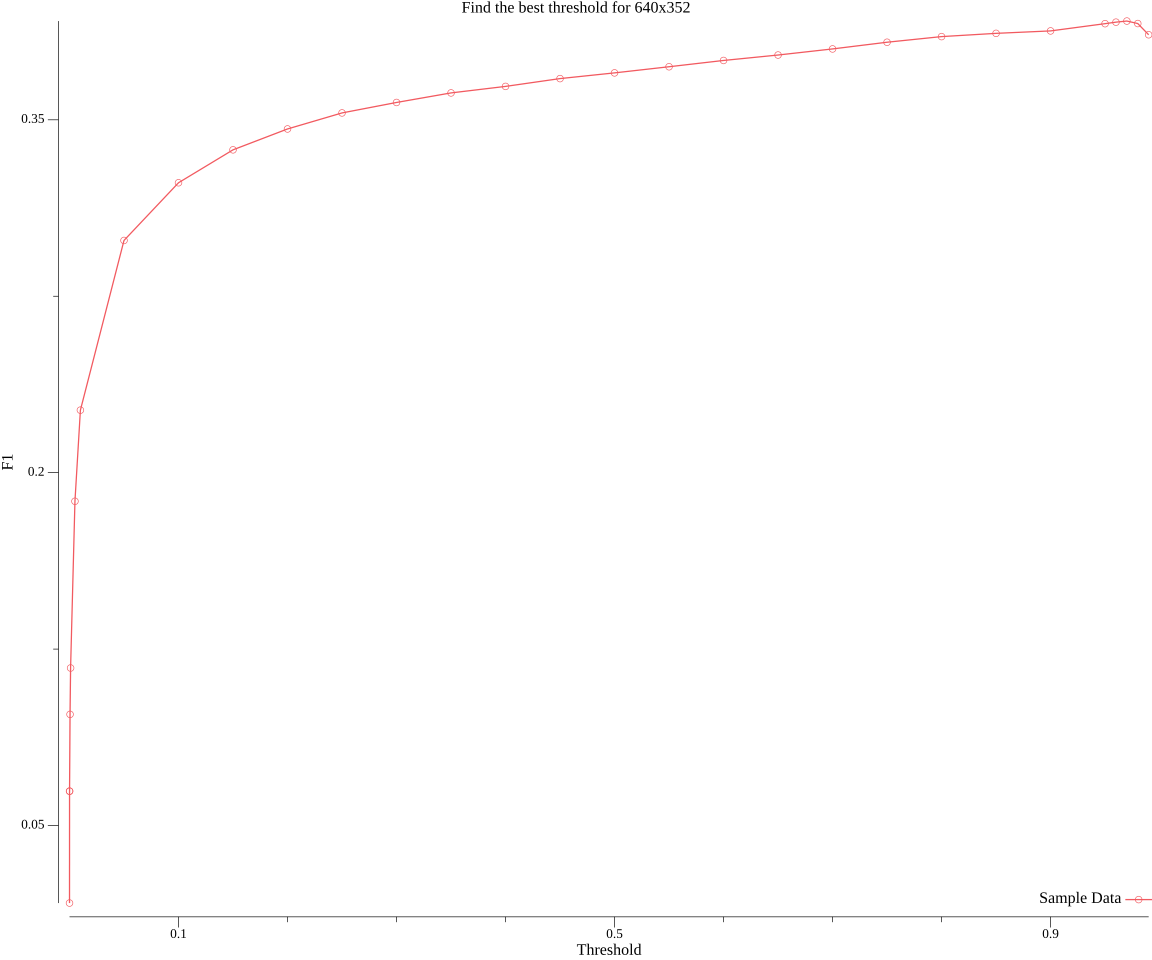 Find the best threshold for 640x352
0.35
F1
0.2
0.05
Sample Data
0.1 0.5 0.9
Threshold